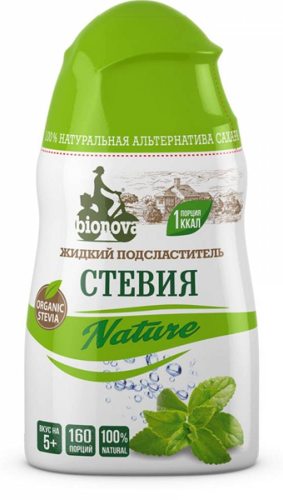 100% НАТУРАЛЬНАЯ АЛЬТЕРНАТИВА САХАРУ
bionova
1 ПОРЦИЯ
ККАЛ
ЖИДКИЙ ПОДСЛАСТИТЕЛЬ
СТЕВИЯ
ORGANIC
STEVIA
Nature
ВКУС НА
5+
160
ПОРЦИЙ
100%
NATURAL